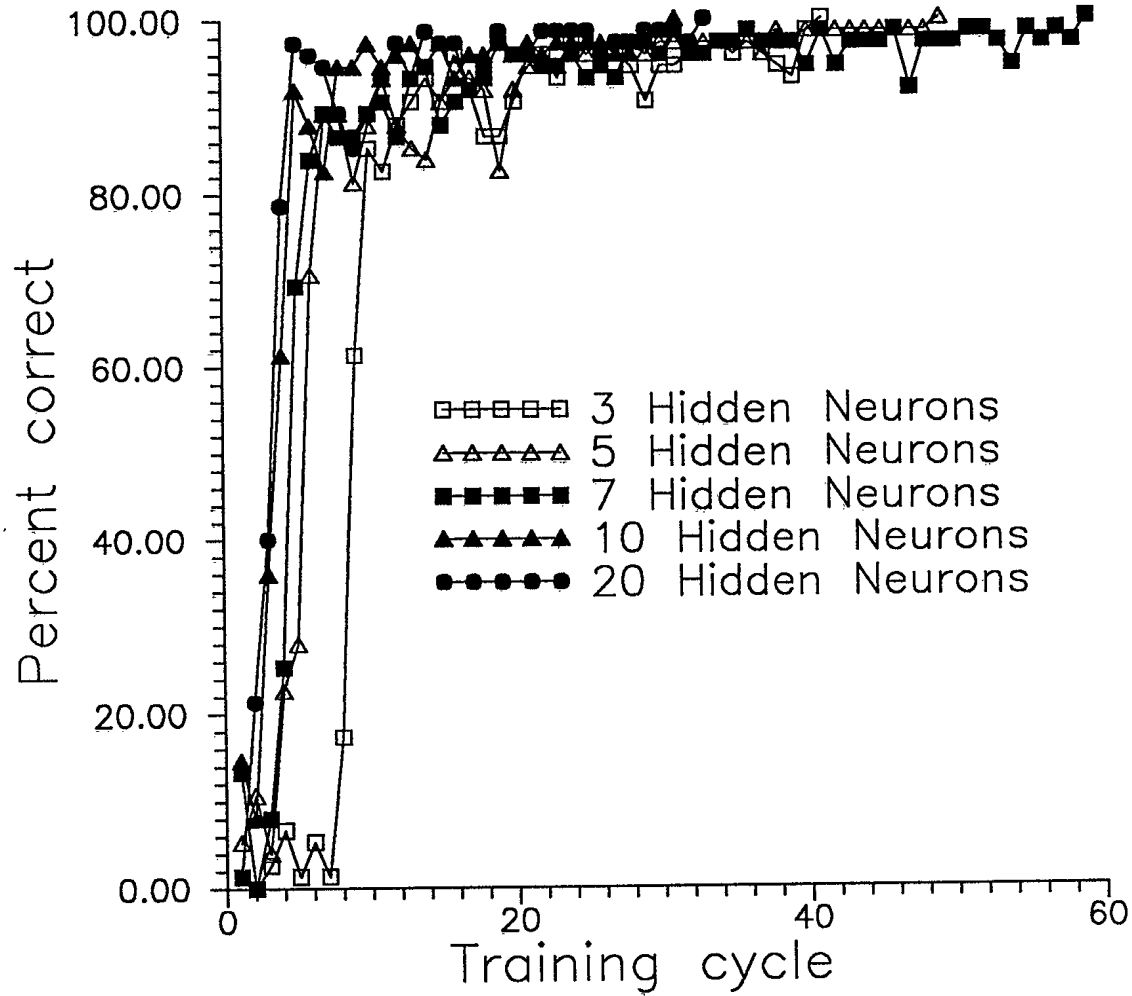 100.00
80.00
60.00
40.00
20.00
0.00
Percent correct
3 Hidden Neurons
5 Hidden Neurons
7 Hidden Neurons
10 Hidden Neurons
20 Hidden Neurons
0 20 40 60
Training cycle